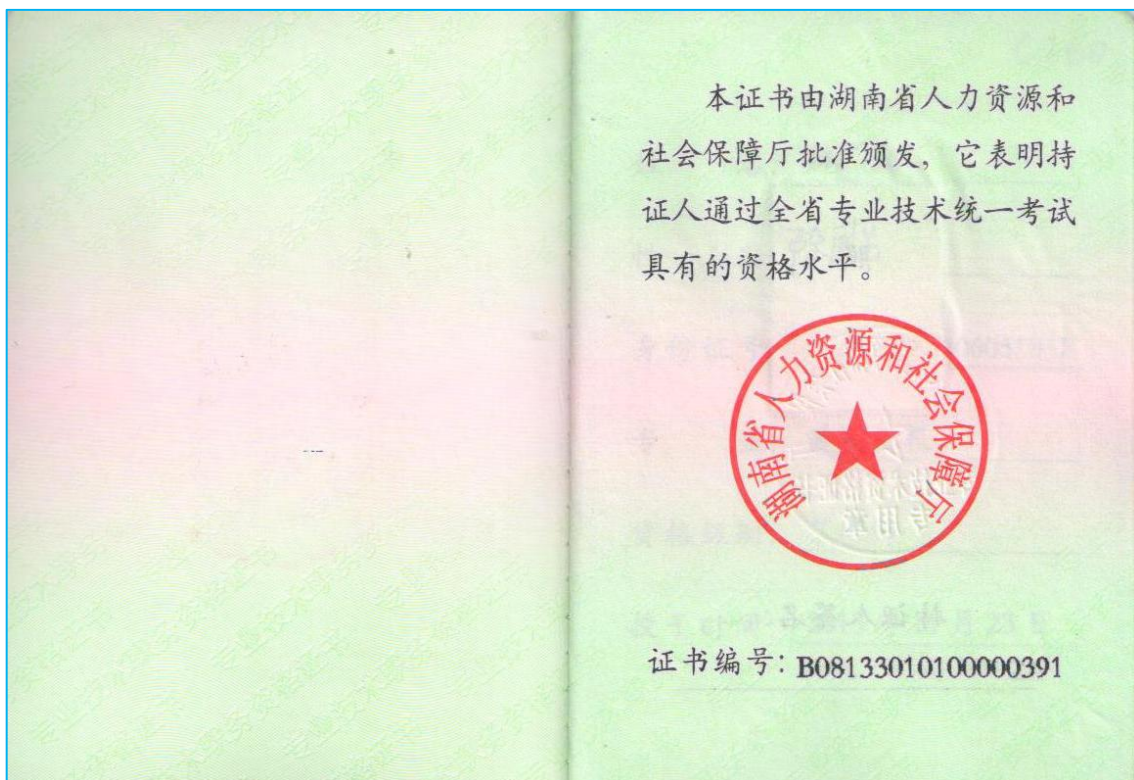 本证书由湖南省人力资源和
社会保障厅批准颁发，它表明持
证人通过全省专业技术统一考试
具有的资格水平。
湖南省人力资源和社会保障厅
证书编号：B08133010100000391